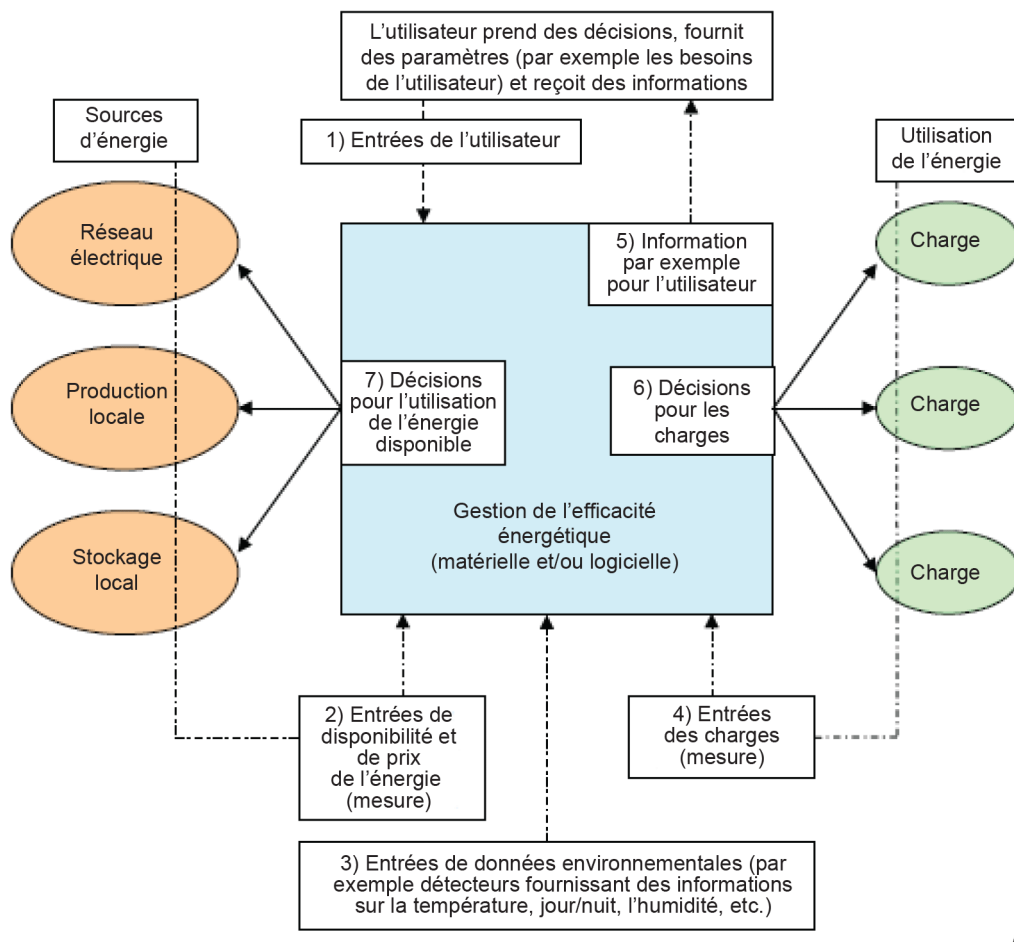 L’utilisateur prend des décisions, fournit
des paramètres (par exemple les besoins
de l’utilisateur) et reçoit des informations
Sources
d’énergie
1) Entrées de l’utilisateur
Utilisation
de l’énergie
Réseau
électrique
5) Information
par exemple
pour l’utilisateur
Charge
Production
locale
7) Décisions
pour l’utilisation
de l’énergie
disponible
6) Décisions
pour les
charges
Charge
Gestion de l’efficacité
énergétique
(matérielle et/ou logicielle)
Stockage
local
Charge
2) Entrées de
disponibilité et
de prix
de l’énergie
(mesure)
4) Entrées
des charges
(mesure)
3) Entrées de données environnementales (par
exemple détecteurs fournissant des informations
sur la température, jour/nuit, l’humidité, etc.)